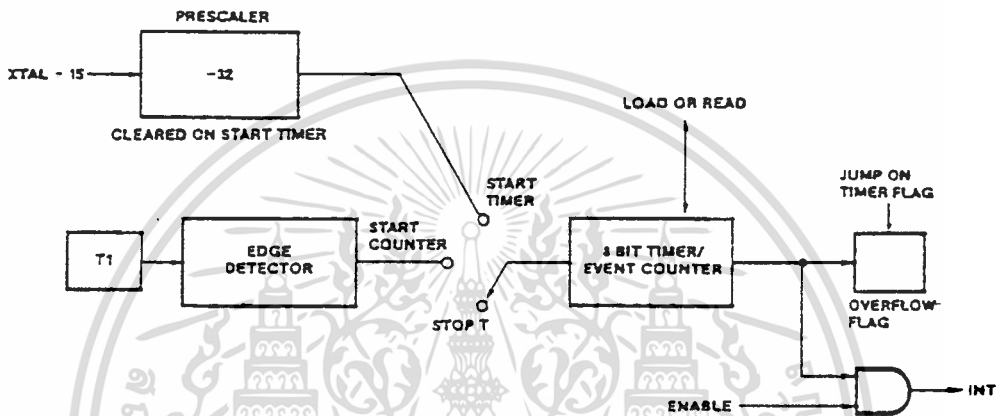 PRESCALER
XTAL - 15
-32
CLEARED ON START TIMER
LOAD OR READ
START
TIMER
JUMP ON
TIMER FLAG
T1
EDGE
DETECTOR
START
COUNTER
8 BIT TIMER/
EVENT COUNTER
STOP T
OVERFLOW
FLAG
ENABLE
INT